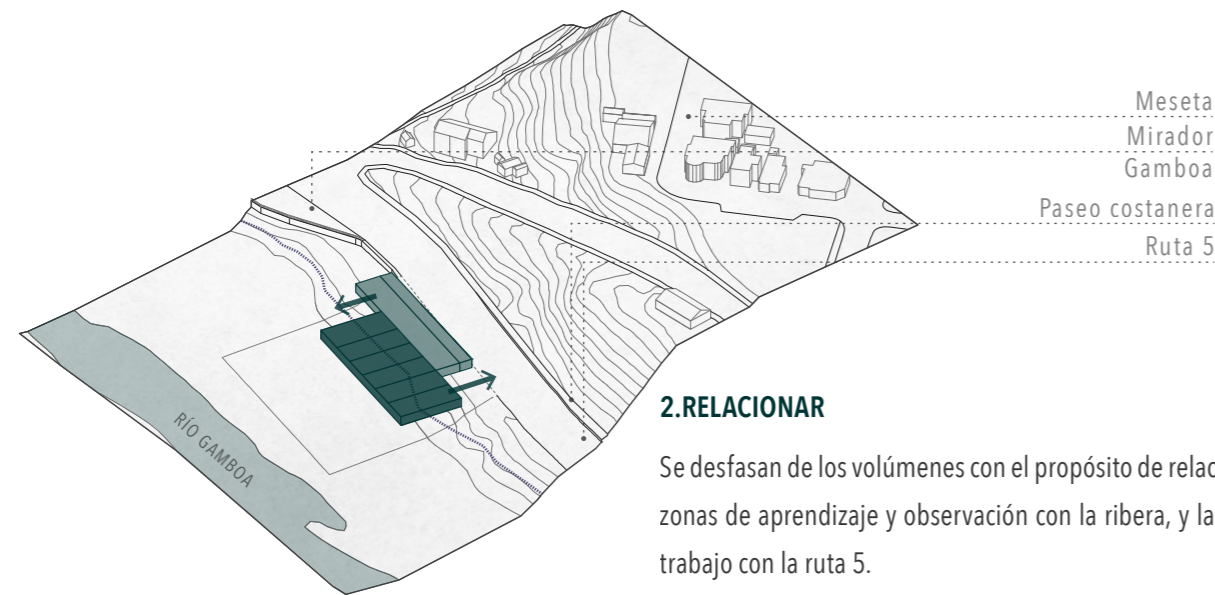 Meseta
Mirador
Gamboa
Paseo costanera
Ruta 5
RÍO GAMBOA
2.RELACIONAR
Se desfasan de los volúmenes con el propósito de
zonas de aprendizaje y observación con la ribera, y la
trabajo con la ruta 5.